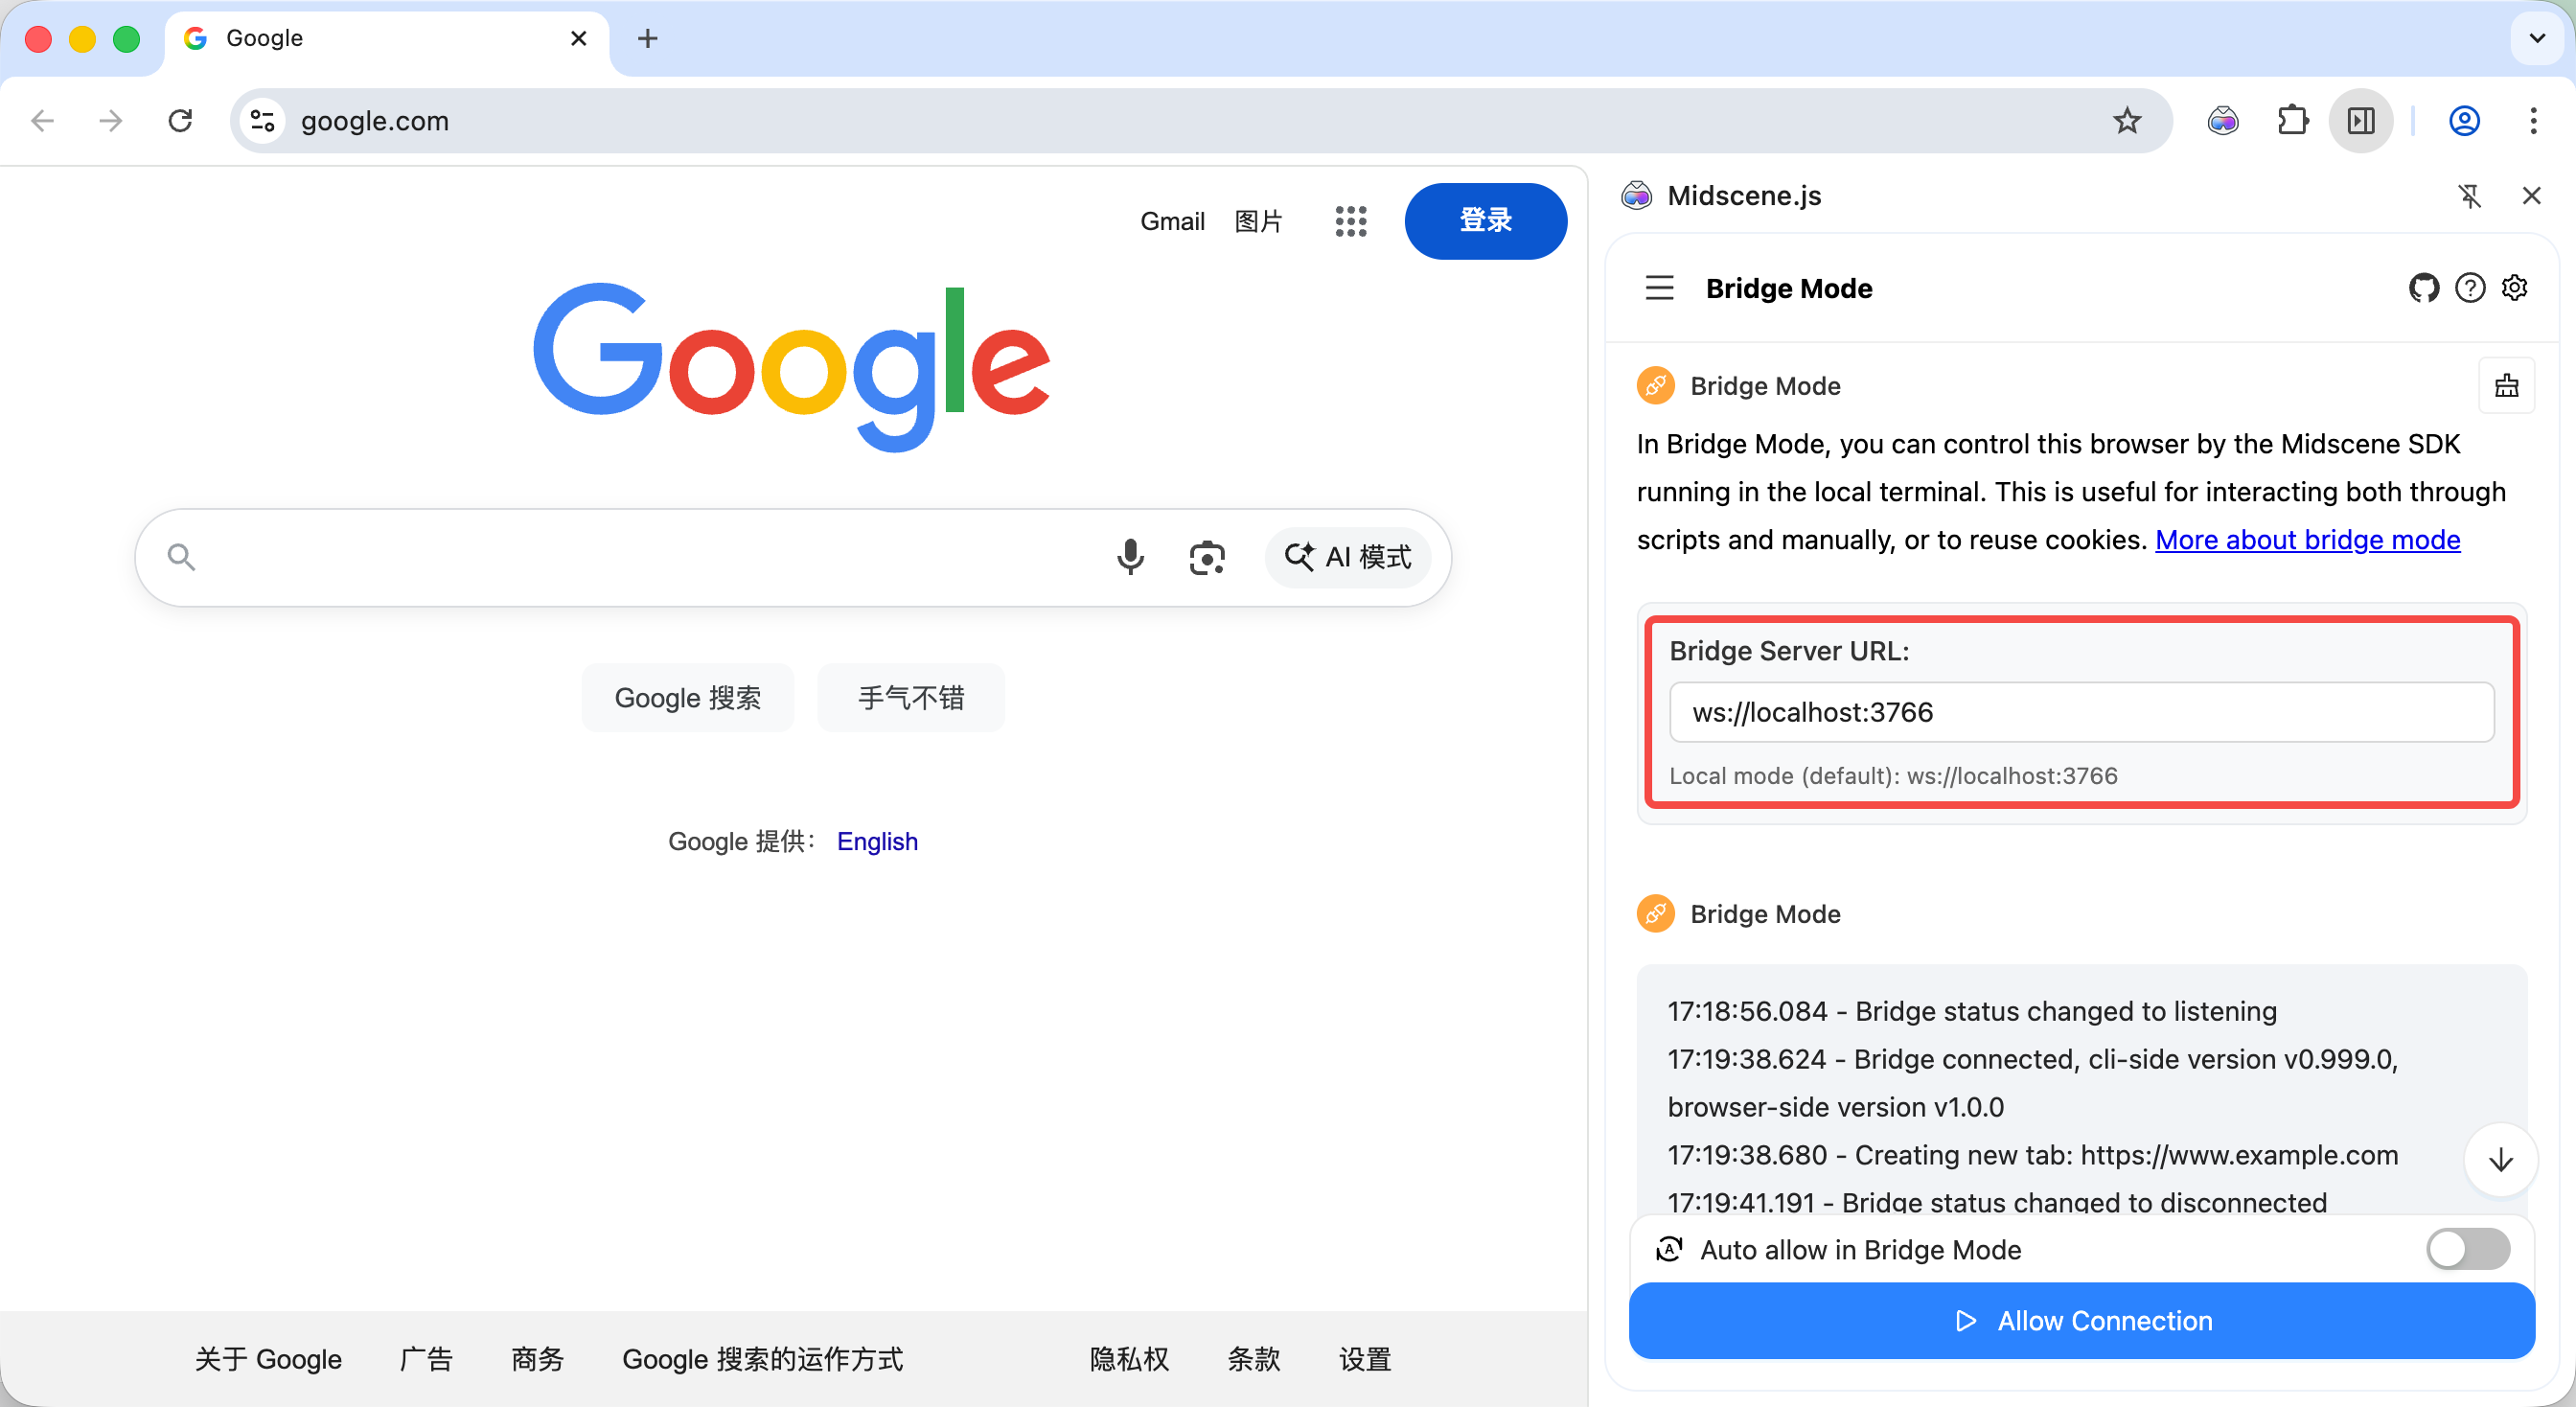 Google
google.com
Gmail
图片
登录
Google
AI 模式
Google 搜索
手气不错
Google 提供： English
关于 Google
广告
商务
Google 搜索的运作方式
隐私权
条款
设置
Midscene.js
Bridge Mode
Bridge Mode
In Bridge Mode, you can control this browser by the Midscene SDK
running in the local terminal. This is useful for interacting both through
scripts and manually, or to reuse cookies. More about bridge mode
Bridge Server URL:
ws://localhost:3766
Local mode (default): ws://localhost:3766
Bridge Mode
17:18:56.084 - Bridge status changed to listening
17:19:38.624 - Bridge connected, cli-side version v0.999.0,
browser-side version v1.0.0
17:19:38.680 - Creating new tab: https://www.example.com
17:19:41.191 - Bridge status changed to disconnected
Auto allow in Bridge Mode
Allow Connection